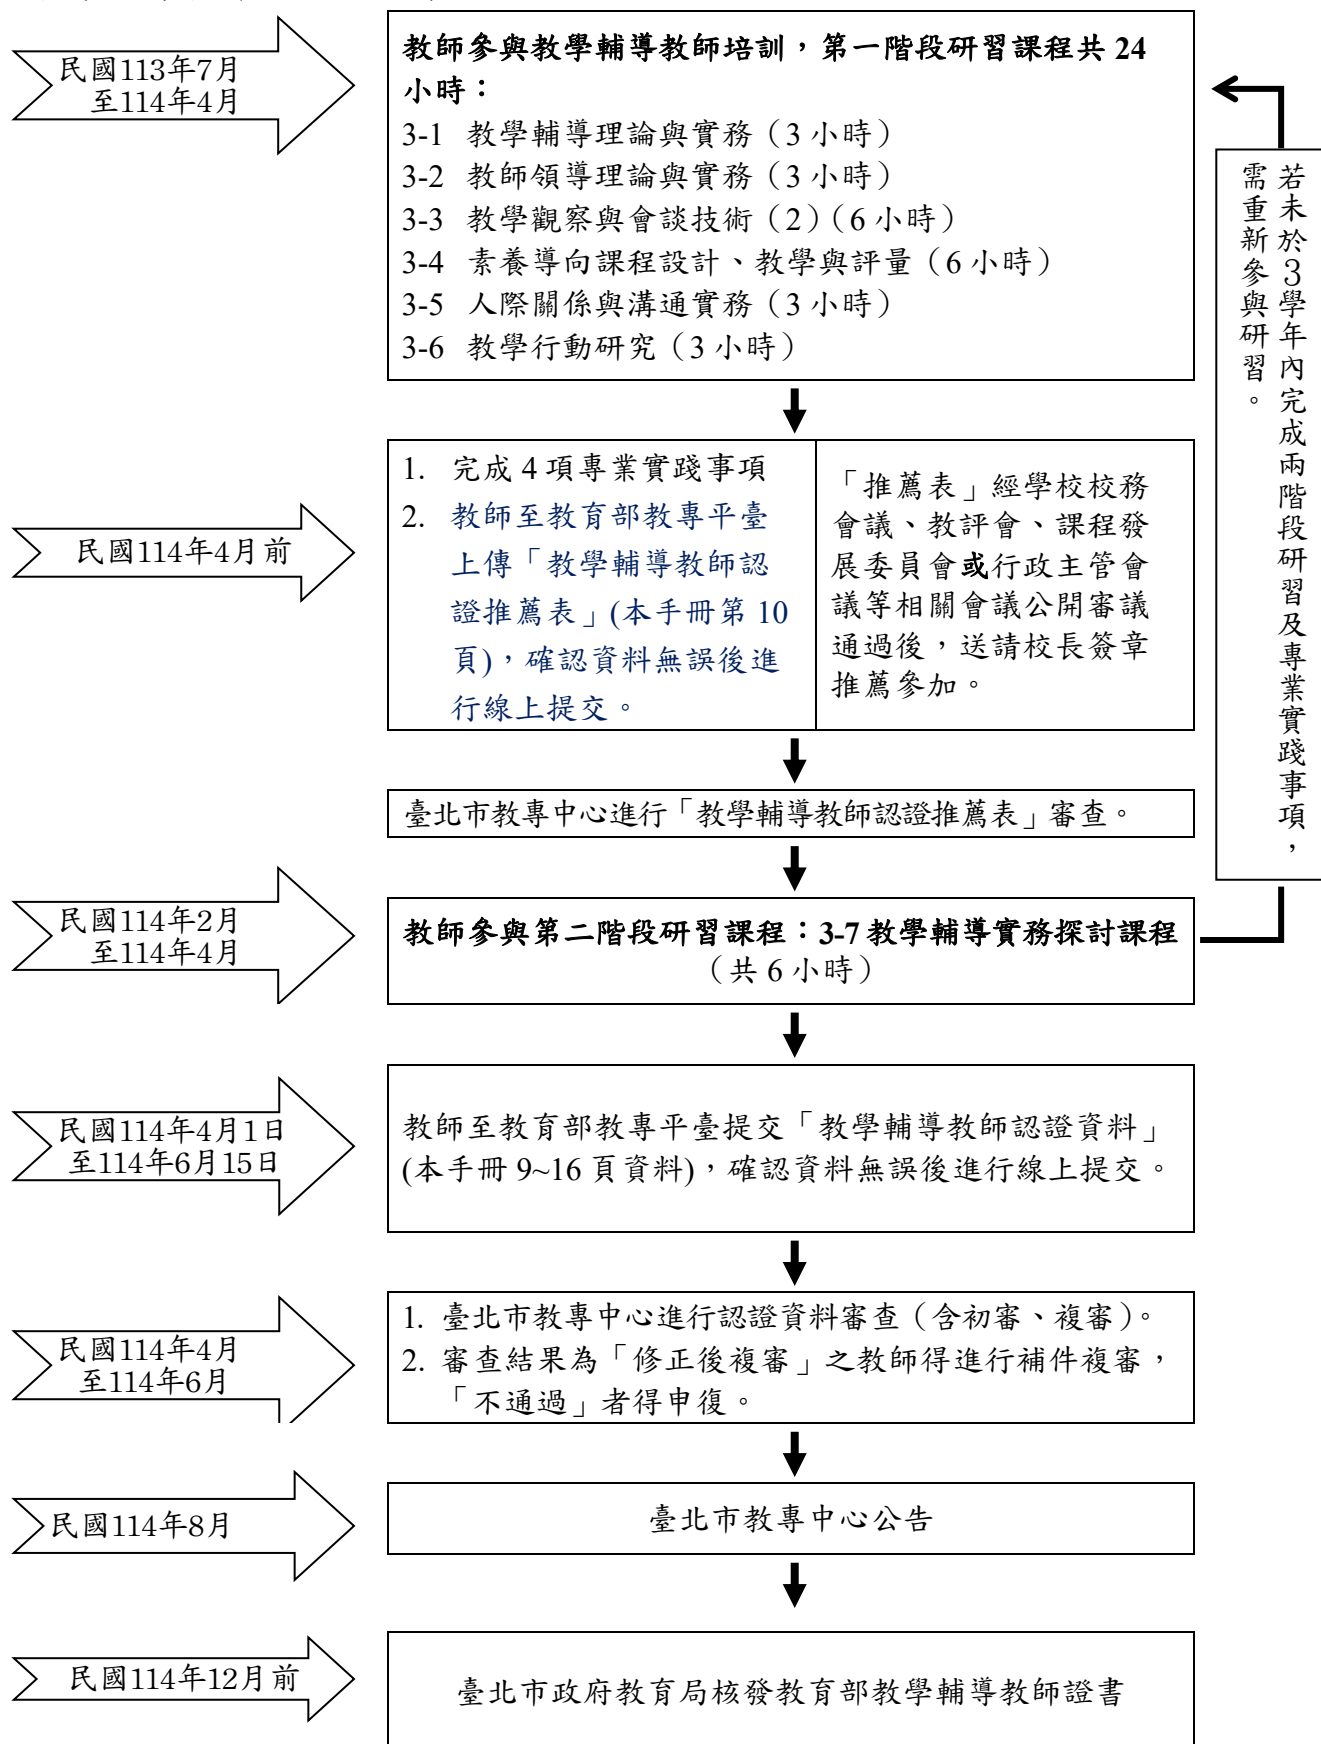 民國113年7月
至114年4月
教師參與教學輔導教師培訓，第一階段研習課程共 24
小時：
3-1 教學輔導理論與實務（3 小時）
3-2 教師領導理論與實務（3 小時）
3-3 教學觀察與會談技術（2）（6 小時）
3-4 素養導向課程設計、教學與評量（6 小時）
3-5 人際關係與溝通實務（3 小時）
3-6 教學行動研究（3 小時）
若未於3學年內完成兩階段研習及專業實踐事項，
需重新參與研習。
民國114年4月前
1. 完成 4 項專業實踐事項
2. 教師至教育部教專平臺
上傳「教學輔導教師認
證推薦表」(本手冊第 10
頁)，確認資料無誤後進
行線上提交。
「推薦表」經學校校務
會議、教評會、課程發
展委員會或行政主管會
議等相關會議公開審議
通過後，送請校長簽章
推薦參加。
臺北市教專中心進行「教學輔導教師認證推薦表」審查。
民國114年2月
至114年4月
教師參與第二階段研習課程：3-7 教學輔導實務探討課程
（共 6 小時）
民國114年4月1日
至114年6月15日
教師至教育部教專平臺提交「教學輔導教師認證資料」
(本手冊 9~16 頁資料)，確認資料無誤後進行線上提交。
民國114年4月
至114年6月
1. 臺北市教專中心進行認證資料審查（含初審、複審）。
2. 審查結果為「修正後複審」之教師得進行補件複審，
「不通過」者得申復。
民國114年8月
臺北市教專中心公告
民國114年12月前
臺北市政府教育局核發教育部教學輔導教師證書